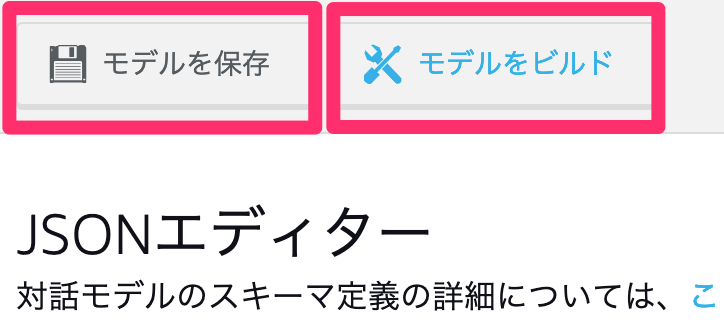 モデルを保存 モデルをビルド
JSONエディター
対話モデルのスキーマ定義の詳細については、こ